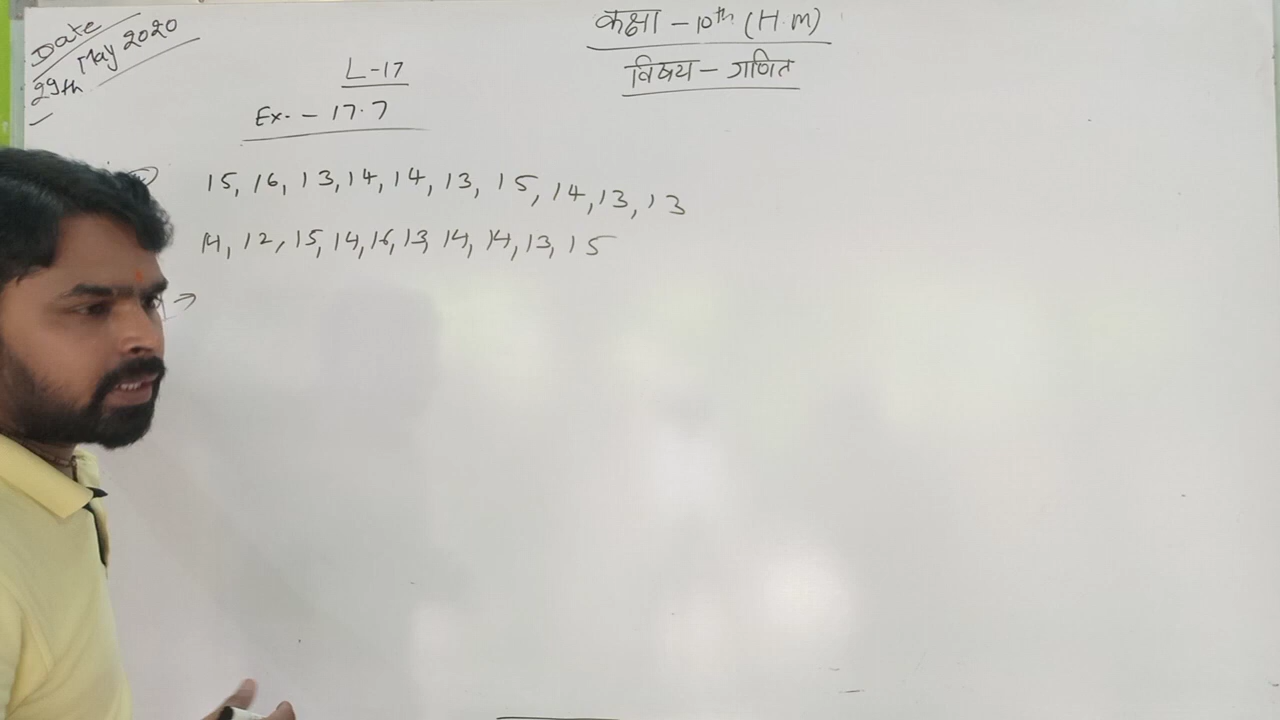 Date
29th May 2020
कक्षा - 10th (H.M)
विषय - गणित
L-17
Ex. - 17.7
15, 16, 13, 14, 14, 13, 15, 14, 13, 13
14, 12, 15, 14, 16, 13, 14, 14, 13, 15
→